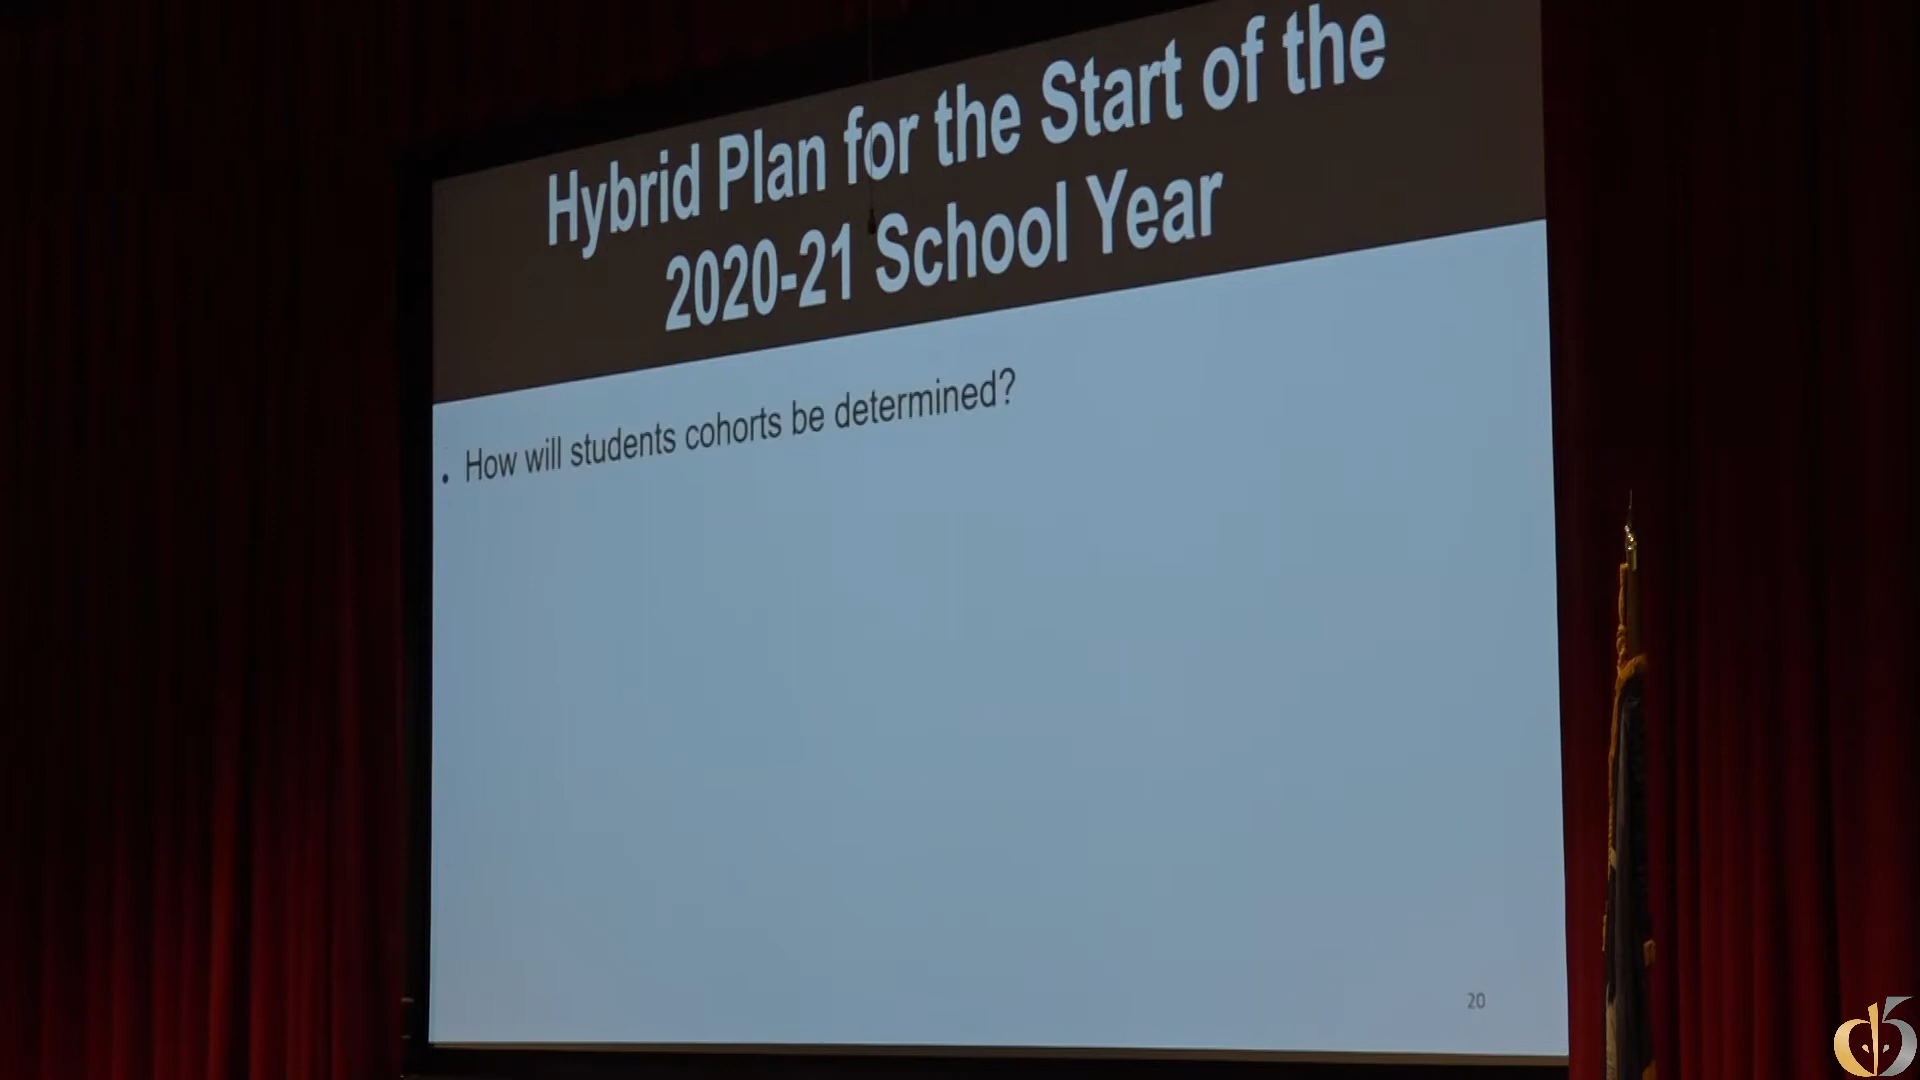 Hybrid Plan for the Start of the
2020-21 School Year
• How will students cohorts be determined?
20